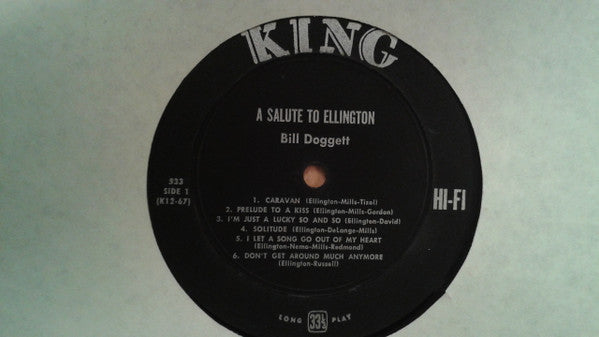 KING
A SALUTE TO ELLINGTON
Bill Doggett
533
SIDE 1
(K12-67)
HI-FI
1. CARAVAN (Ellington-Mills-Tizol)
2. PRELUDE TO A KISS (Ellington-Mills-Gordon)
3. I'M JUST A LUCKY SO AND SO (Ellington-David)
4. SOLITUDE (Ellington-DeLange-Mills)
5. I LET A SONG GO OUT OF MY HEART
(Ellington-Nemo-Mills-Redmond)
6. DON'T GET AROUND MUCH ANYMORE
(Ellington-Russell)
LONG 33⅓ PLAY